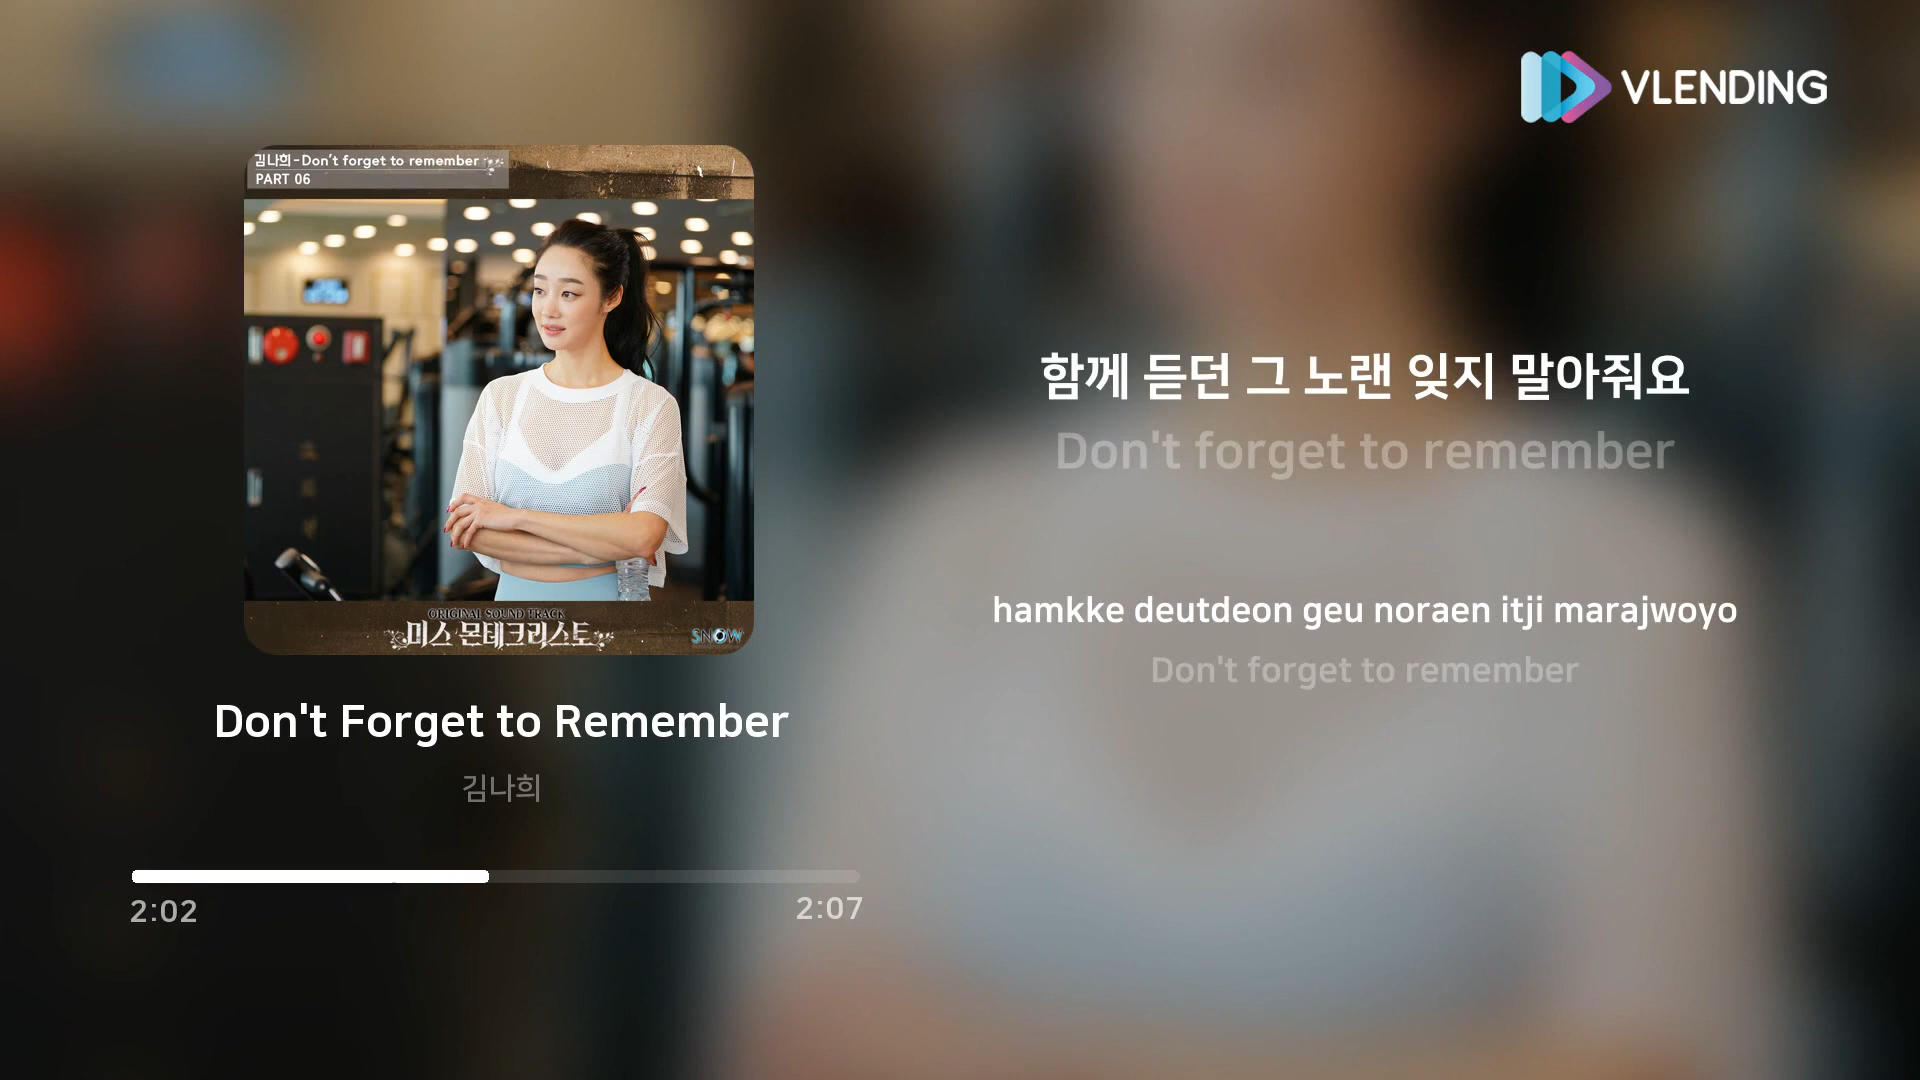 VLENDING
김나희-Don't forget to remember
PART 06
ORIGINAL SOUND TRACK
미스 몬테크리스토
SNOW
Don't Forget to Remember
김나희
2:02
2:07
함께 듣던 그 노랜 잊지 말아줘요
Don't forget to remember
hamkke deutdeon geu noraen itji marajwoyo
Don't forget to remember